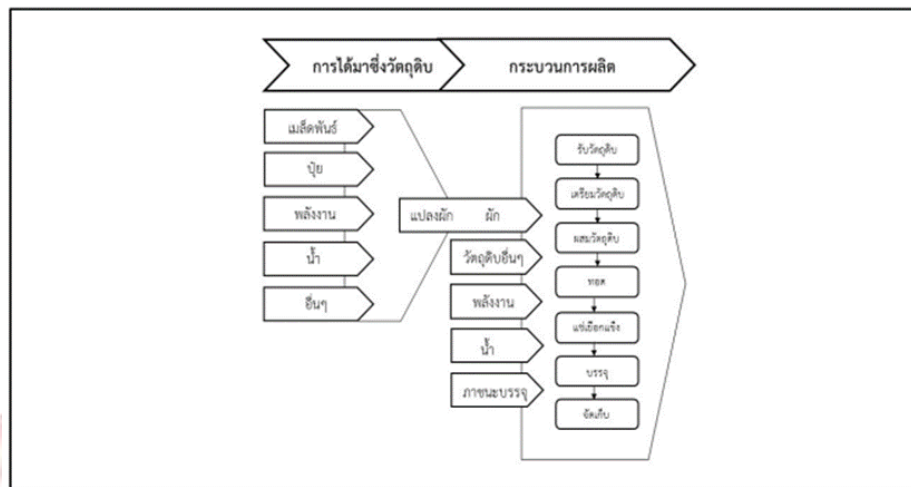 การได้มาซึ่งวัตถุดิบ
กระบวนการผลิต
เมล็ดพันธ์
ปุ๋ย
พลังงาน
น้ำ
อื่นๆ
แปลงผัก ผัก
วัตถุดิบอื่นๆ
พลังงาน
น้ำ
ภาชนะบรรจุ
รับวัตถุดิบ
เตรียมวัตถุดิบ
ผสมวัตถุดิบ
ทอด
แช่เยือกแข็ง
บรรจุ
จัดเก็บ